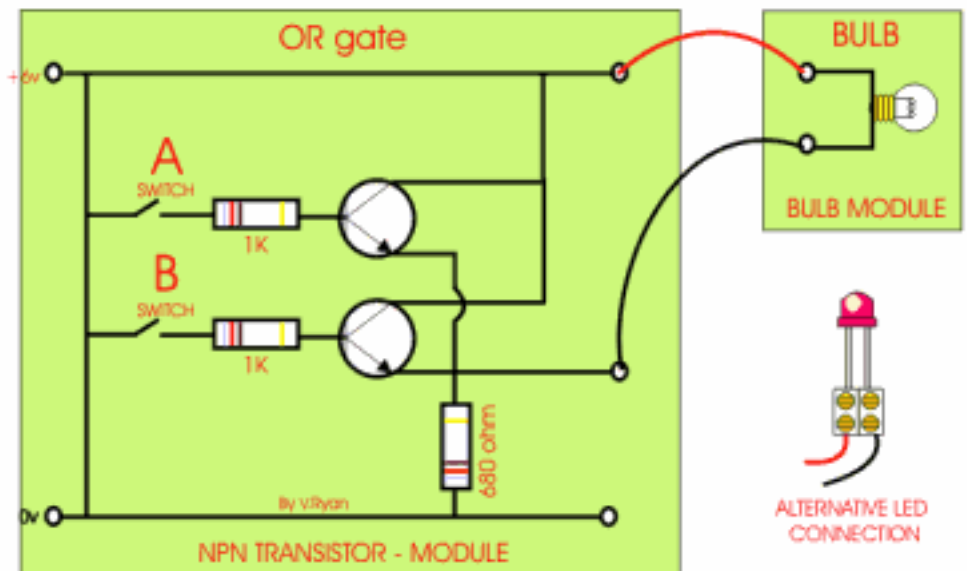 OR gate
BULB
+6v
A
SWITCH
1K
BULB MODULE
B
SWITCH
1K
680 ohm
By V.Ryan
0v
NPN TRANSISTOR - MODULE
ALTERNATIVE LED
CONNECTION